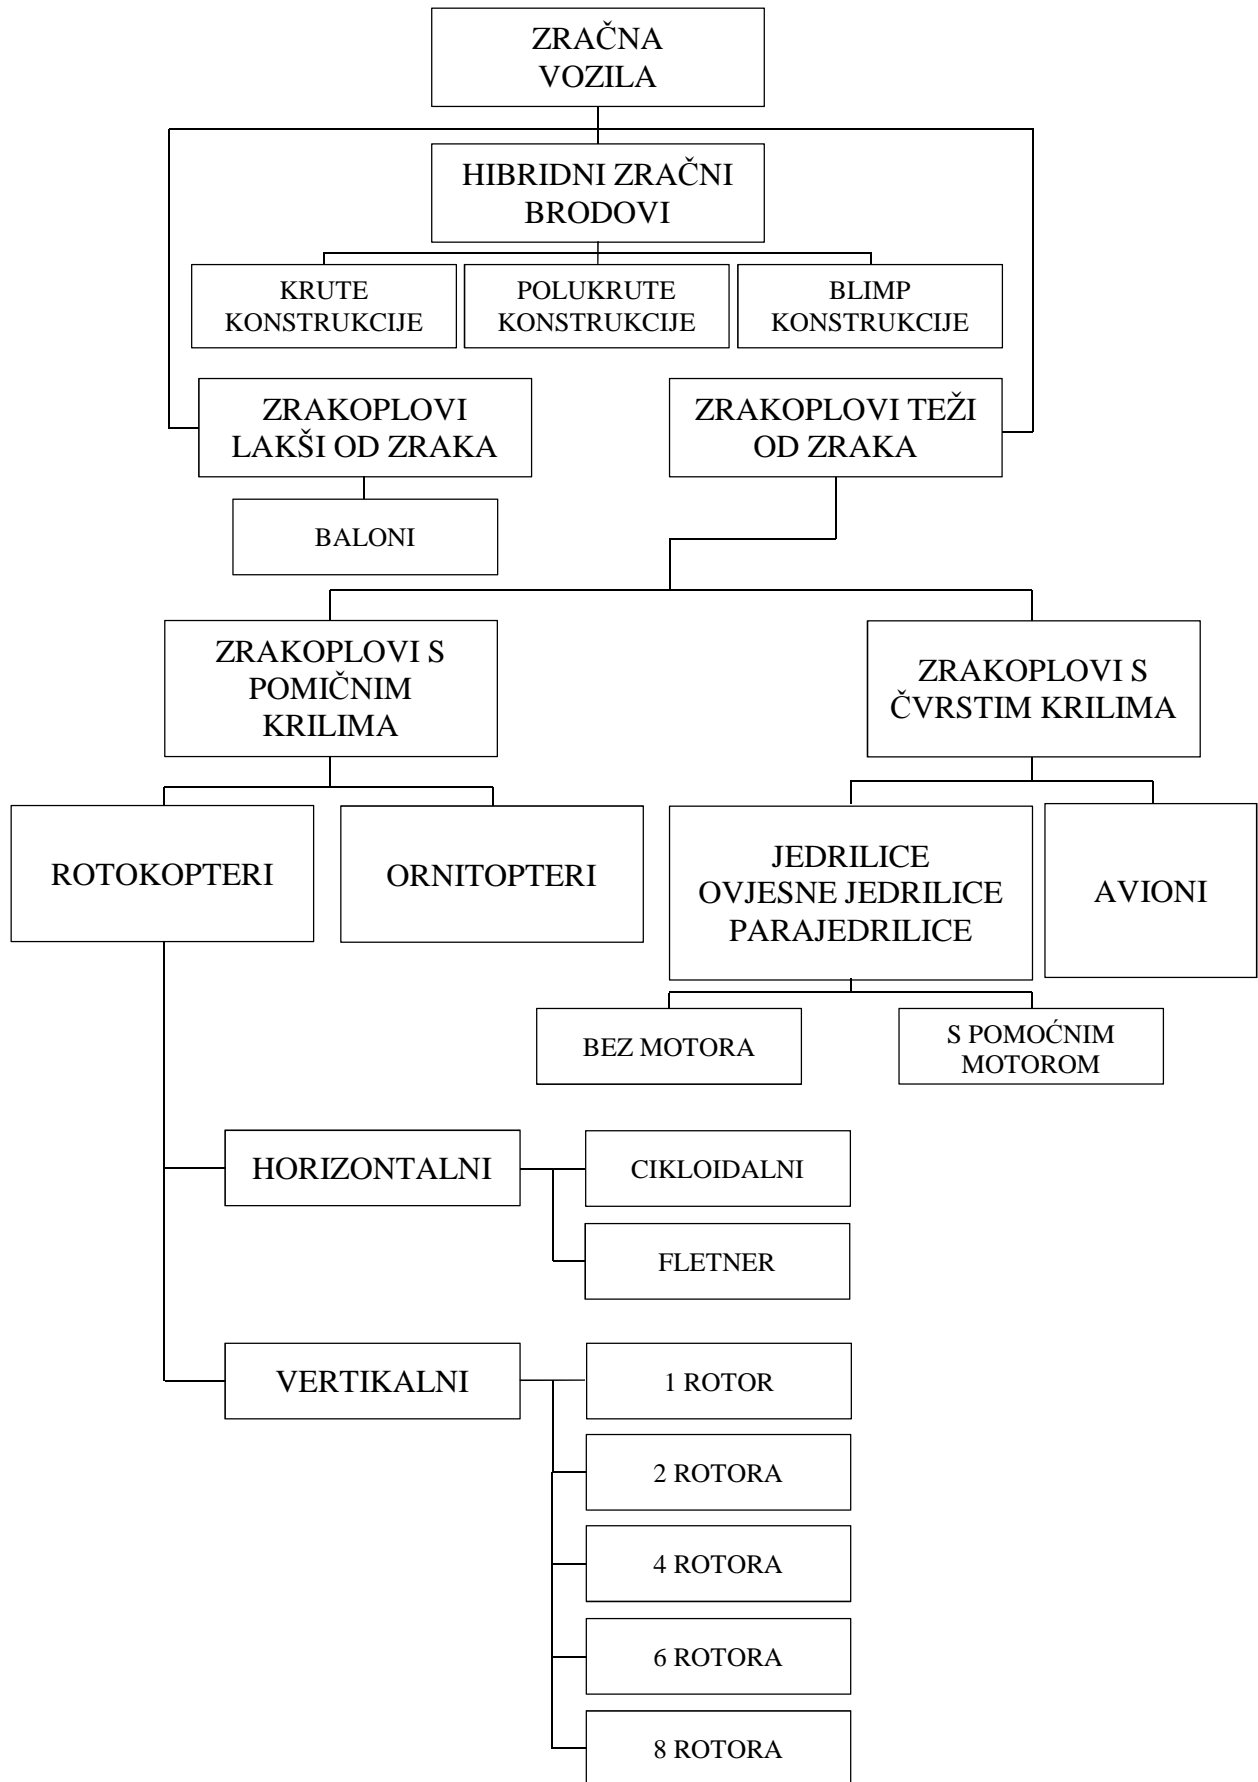 ZRAČNA
VOZILA
HIBRIDNI ZRAČNI
BRODOVI
KRUTE
KONSTRUKCIJE
POLUKRUTE
KONSTRUKCIJE
BLIMP
KONSTRUKCIJE
ZRAKOPLOVI
LAKŠI OD ZRAKA
ZRAKOPLOVI TEŽI
OD ZRAKA
BALONI
ZRAKOPLOVI S
POMIČNIM
KRILIMA
ZRAKOPLOVI S
ČVRSTIM KRILIMA
ROTOKOPTERI
ORNITOPTERI
JEDRILICE
OVJESNE JEDRILICE
PARAJEDRILICE
AVIONI
BEZ MOTORA
S POMOĆNIM
MOTOROM
HORIZONTALNI
CIKLOIDALNI
FLETNER
VERTIKALNI
1 ROTOR
2 ROTORA
4 ROTORA
6 ROTORA
8 ROTORA